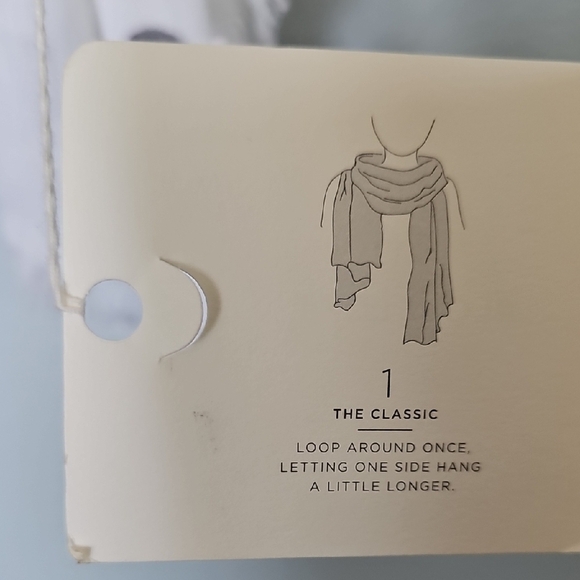 1
THE CLASSIC
LOOP AROUND ONCE,
LETTING ONE SIDE HANG
A LITTLE LONGER.